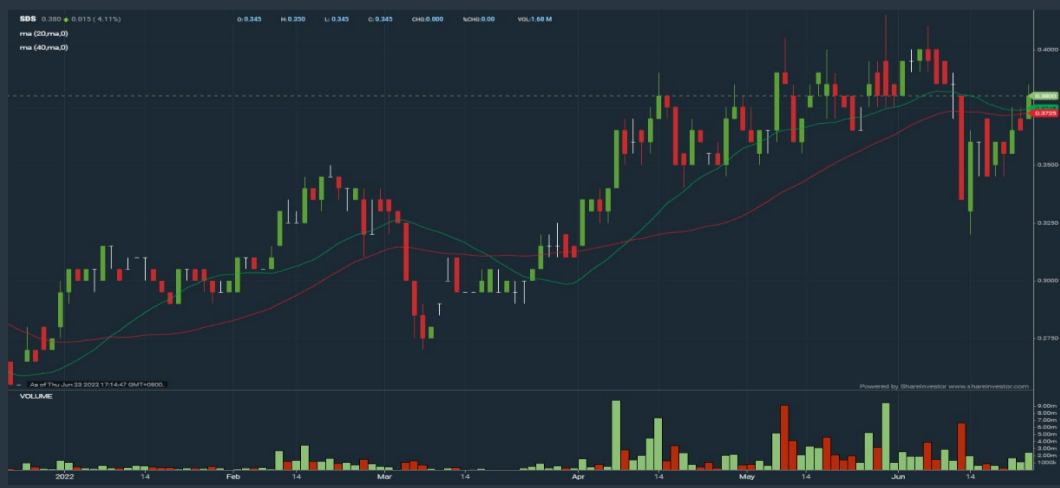 SDS 0.380 0.015 ( 4.11%) O: 0.345 H: 0.350 L: 0.345 C: 0.345 CHG:0.000 %CHG:0.00 VOL:1.68 M
ma (20,ma,0)
ma (40,ma,0)
0.4000
0.3800
0.3725
0.3500
0.3250
0.3000
0.2750
As of Thu Jun 23 2022 17:14:47 GMT+0800.
Powered by ShareInvestor www.shareinvestor.com
VOLUME
9.00m
8.00m
7.00m
6.00m
5.00m
4.00m
3.00m
2.00m
1000k
2022 14 Feb 14 Mar 14 Apr 14 May 14 Jun 14